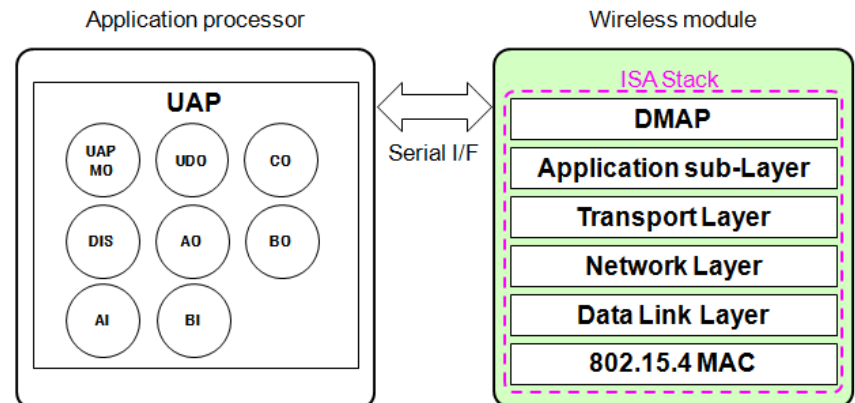 Application processor
Wireless module
UAP
UAP
MO
UDO
CO
DIS
AO
BO
AI
BI
Serial I/F
ISA Stack
DMAP
Application sub-Layer
Transport Layer
Network Layer
Data Link Layer
802.15.4 MAC